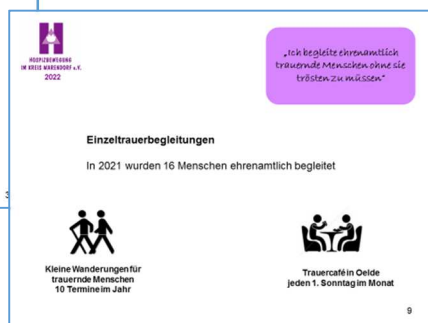 HOSPIZBEWEGUNG
IM KREIS WARENDORF e.V.
2022
„Ich begleite ehrenamtlich
trauernde Menschen ohne sie
trösten zu müssen“
Einzeltrauerbegleitungen
In 2021 wurden 16 Menschen ehrenamtlich begleitet
3
Kleine Wanderungen für
trauernde Menschen
10 Termine im Jahr
Trauercafé in Oelde
jeden 1. Sonntag im Monat
9